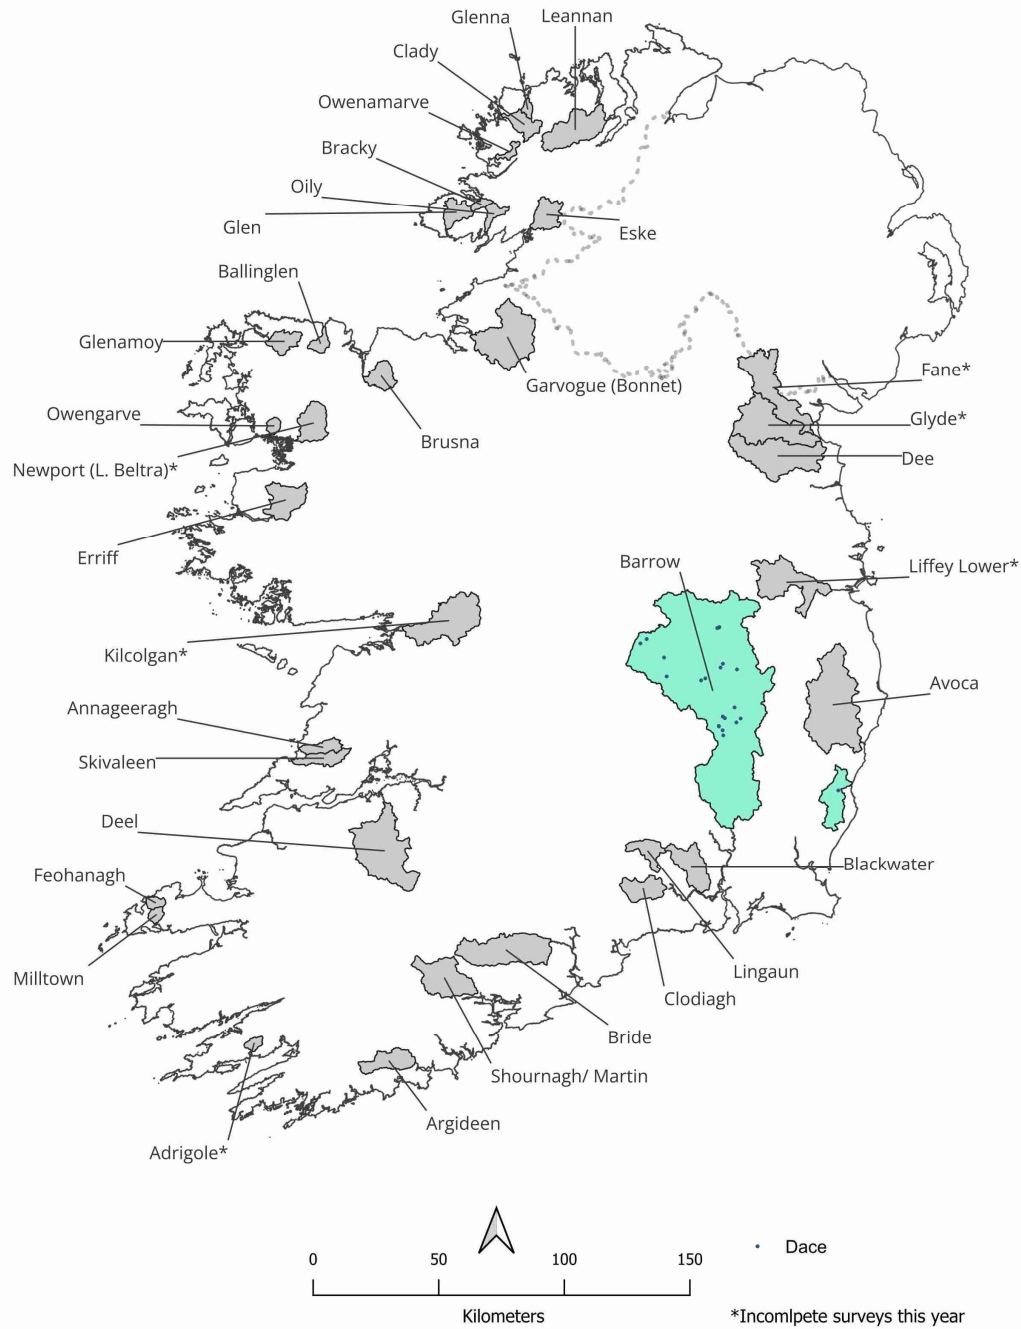 Glenna
Leannan
Clady
Owenamarve
Bracky
Oily
Glen
Eske
Ballinglen
Glenamoy
Garvogue (Bonnet)
Fane*
Owengarve
Glyde*
Brusna
Dee
Newport (L. Beltra)*
Erriff
Barrow
Liffey Lower*
Kilcolgan*
Avoca
Annageeragh
Skivaleen
Deel
Blackwater
Feohanagh
Milltown
Lingaun
Clodiagh
Bride
Shournagh/ Martin
Argideen
Adrigole*
0 50 100 150
Kilometers
Dace
*Incomlpete surveys this year